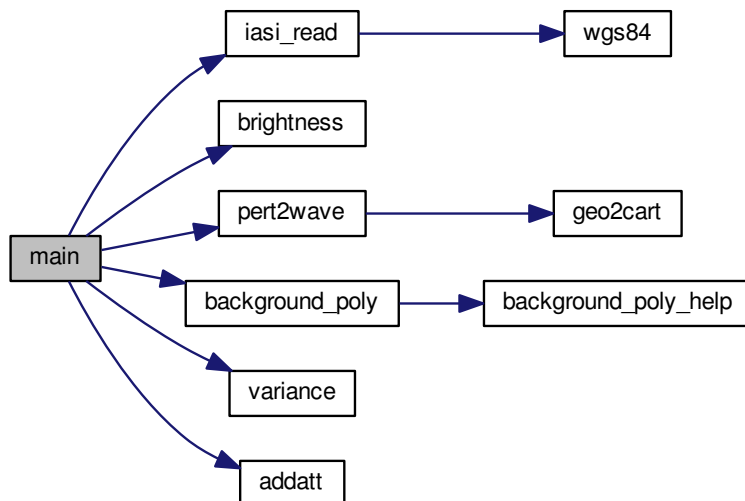 iasi_read
wgs84
brightness
pert2wave
geo2cart
main
background_poly
background_poly_help
variance
addatt